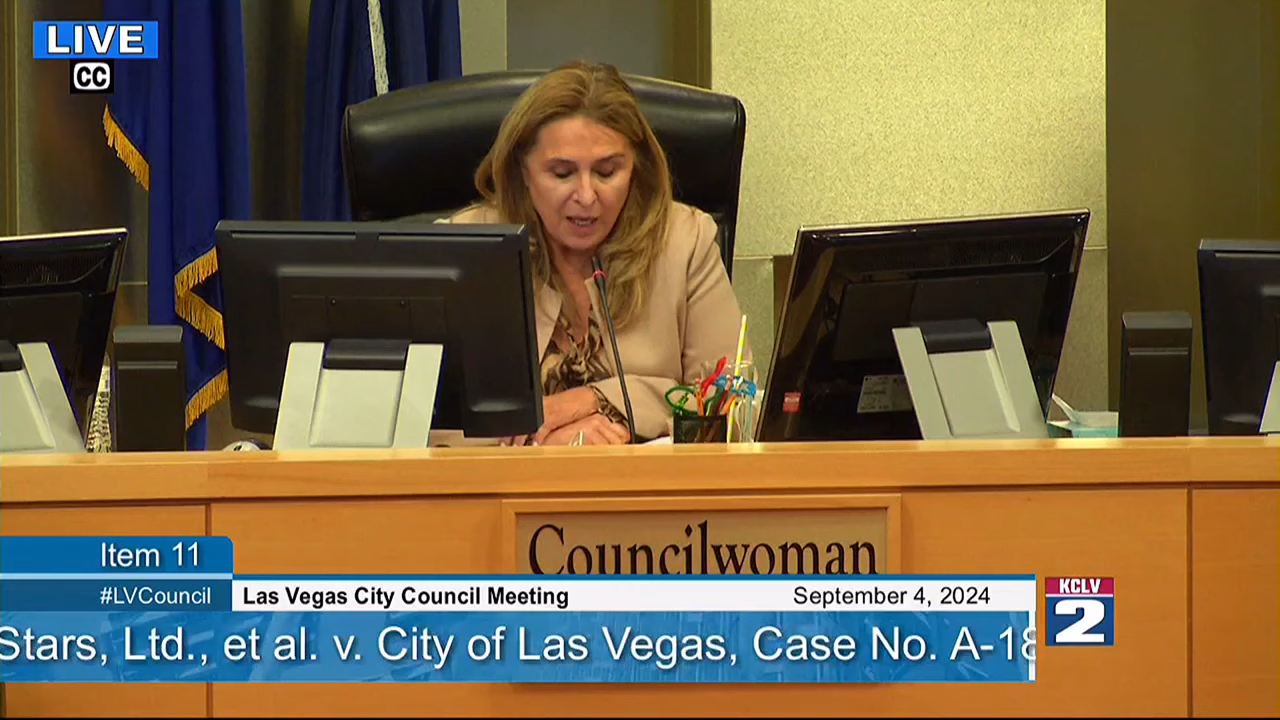 LIVE
CC
Councilwoman
Item 11
#LVCouncil
Las Vegas City Council Meeting
September 4, 2024
KCLV
2
Stars, Ltd., et al. v. City of Las Vegas, Case No. A-18